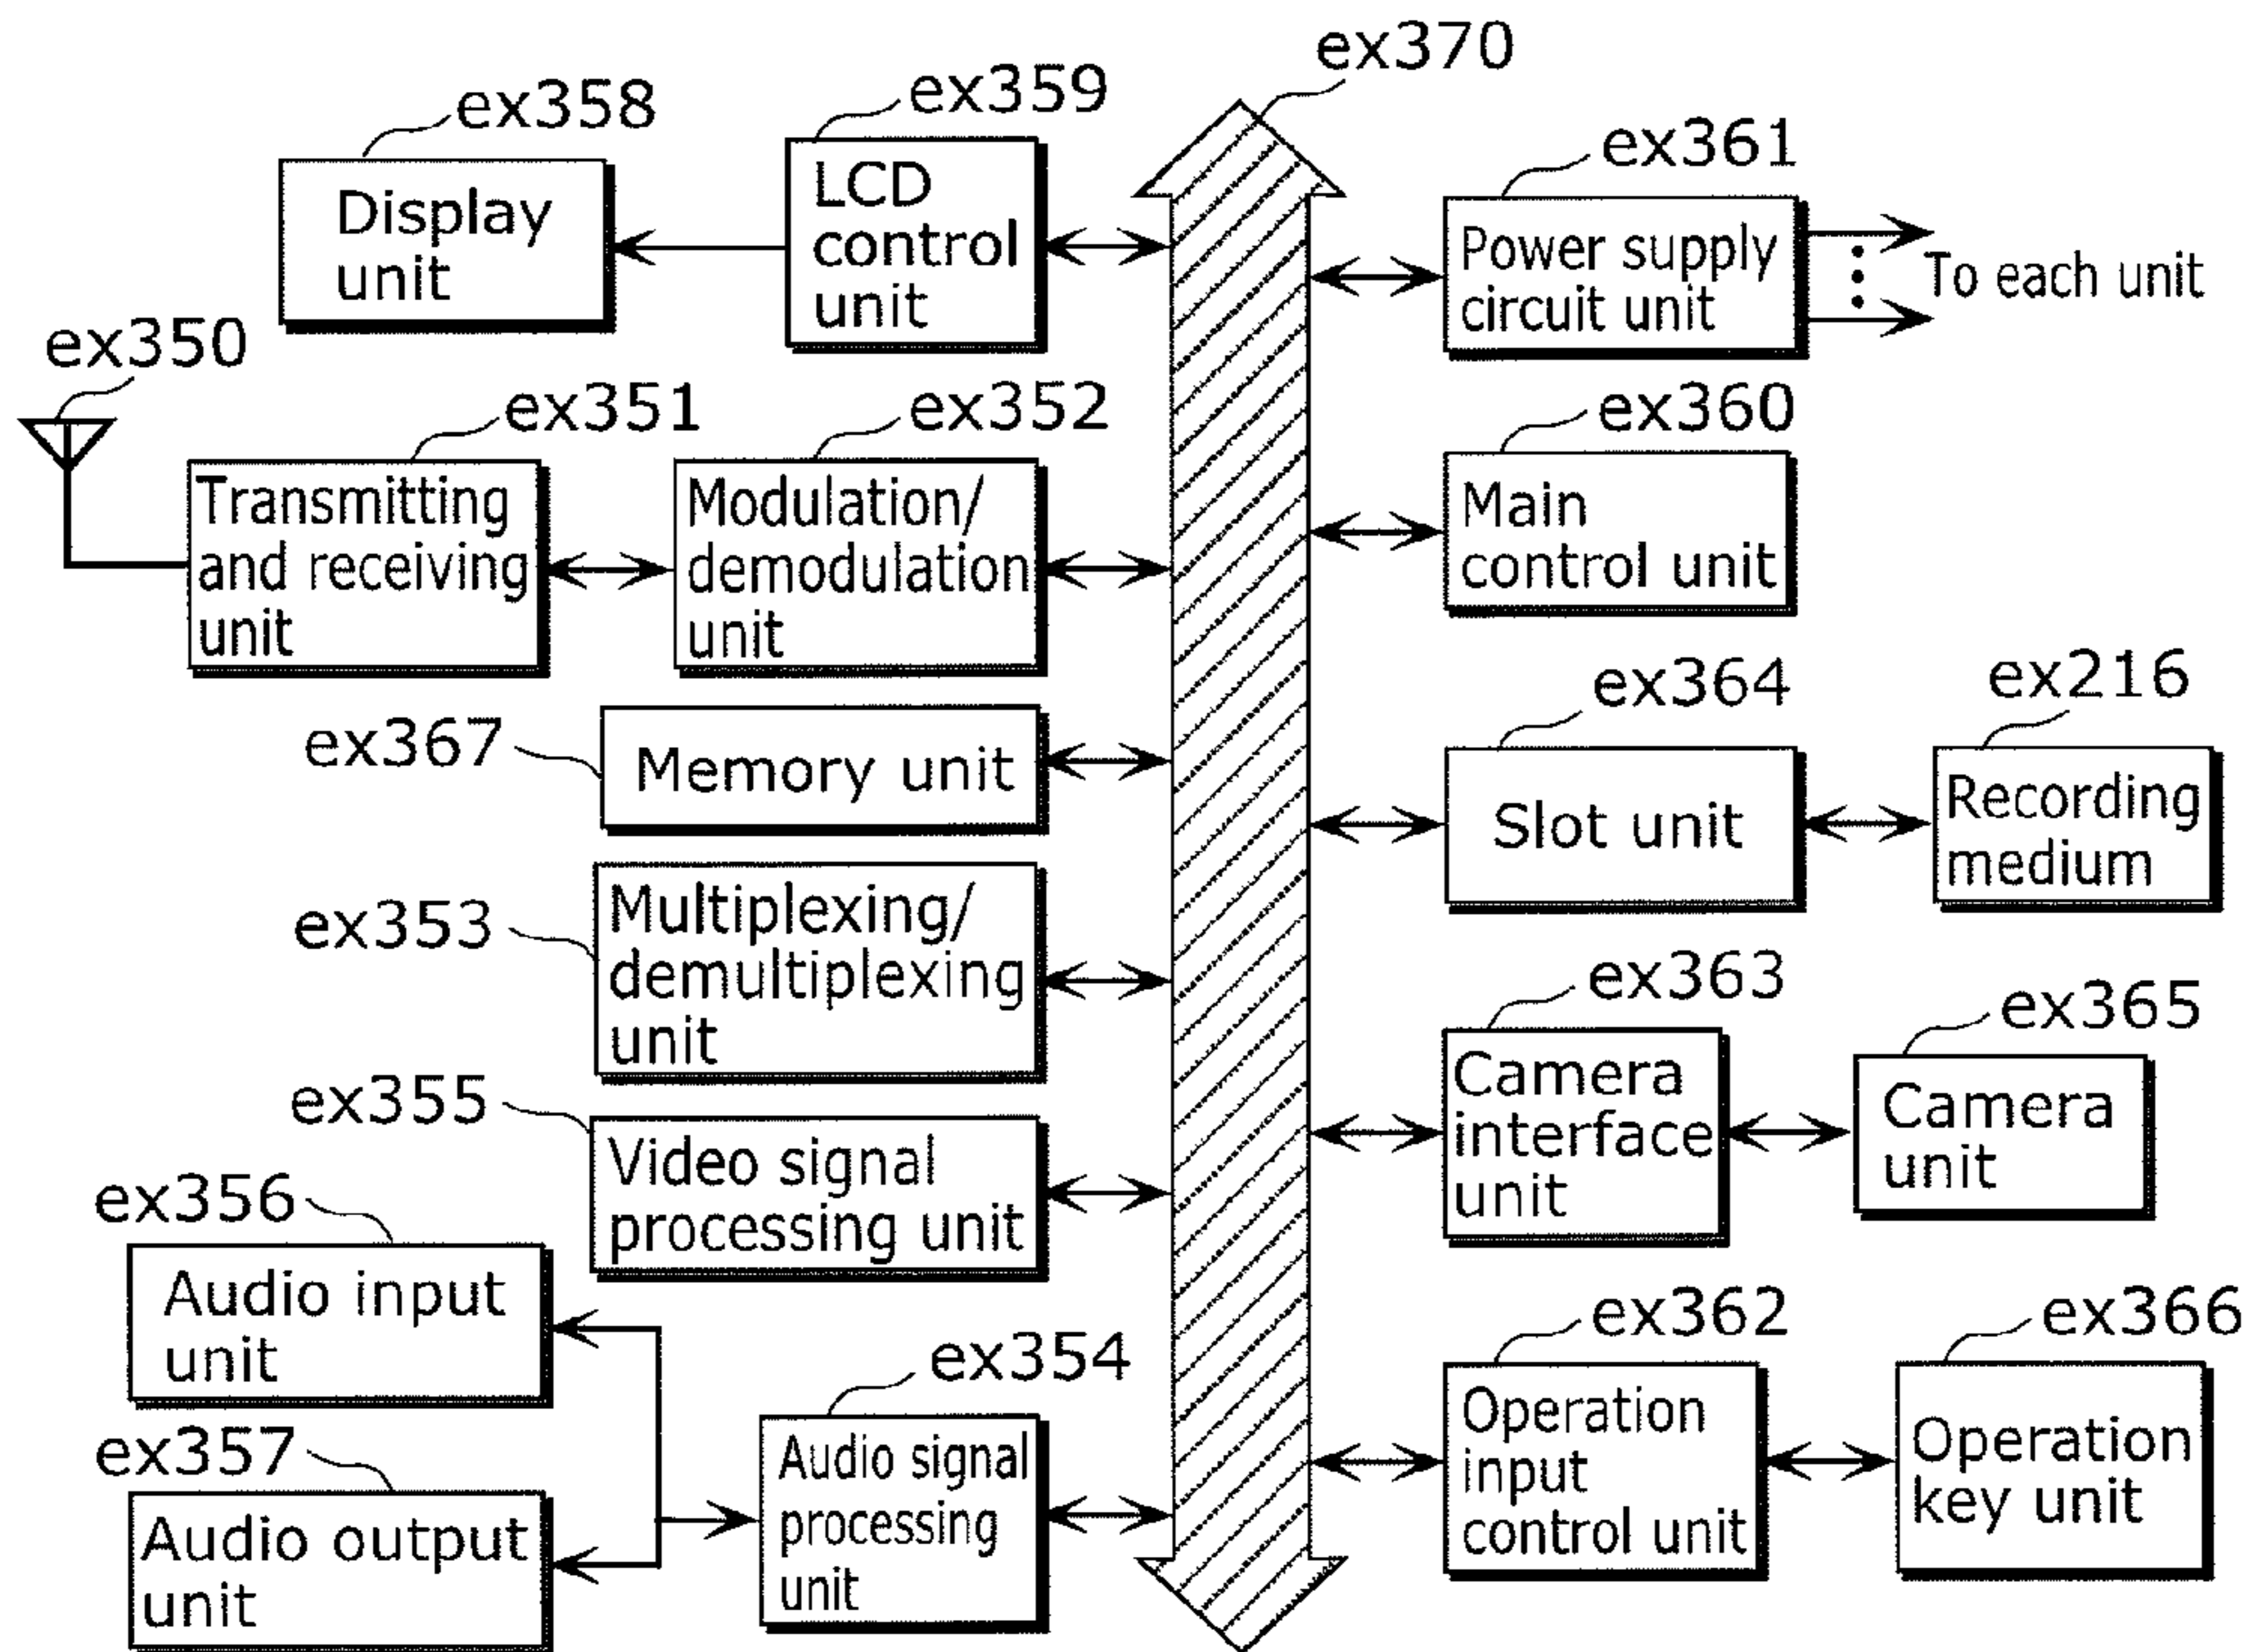 ex370
ex358
ex359
ex361
Display
unit
LCD
control
unit
Power supply
circuit unit
To each unit
ex350
ex351
ex352
ex360
Transmitting
and receiving
unit
Modulation/
demodulation
unit
Main
control unit
ex367
Memory unit
ex364
ex216
Slot unit
Recording
medium
ex353
Multiplexing/
demultiplexing
unit
ex363
ex365
Camera
interface
unit
Camera
unit
ex355
Video signal
processing unit
ex356
Audio input
unit
ex354
ex362
ex366
ex357
Audio output
unit
Audio signal
processing
unit
Operation
input
control unit
Operation
key unit